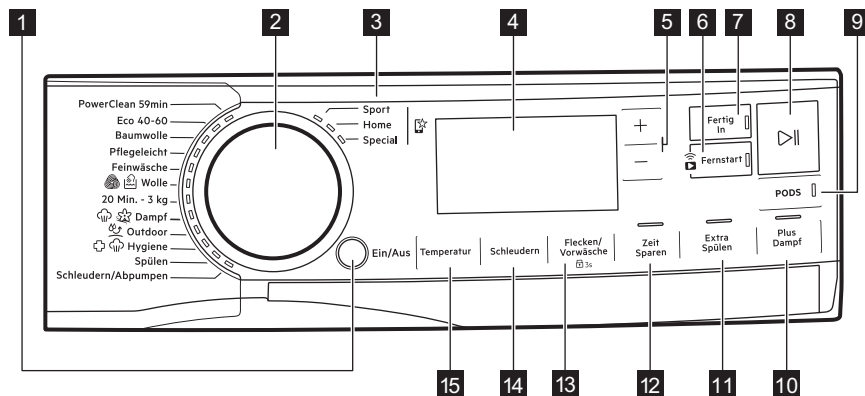 1
2
3
4
5
6
7
8
9
PowerClean 59min
Eco 40-60
Baumwolle
Pflegeleicht
Feinwäsche
Wolle
20 Min. - 3 kg
Dampf
Outdoor
Hygiene
Spülen
Schleudern/Abpumpen
Sport
Home
Special
Ein/Aus
+
−
Fertig
In
Fernstart
PODS
Temperatur
Schleudern
Flecken/
Vorwäsche
3s
Zeit
Sparen
Extra
Spülen
Plus
Dampf
15
14
13
12
11
10